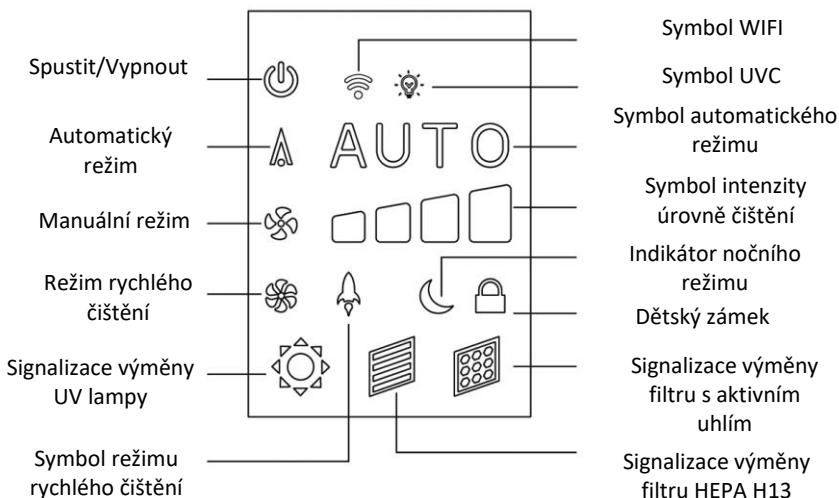 Spustit/Vypnout
Automatický
režim
Manuální režim
Režim rychlého
čištění
Signalizace výměny
UV lampy
Symbol režimu
rychlého čištění
AUTO
Symbol WIFI
Symbol UVC
Symbol automatického
režimu
Symbol intenzity
úrovně čištění
Indikátor nočního
režimu
Dětský zámek
Signalizace výměny
filtru s aktivním
uhlím
Signalizace výměny
filtru HEPA H13